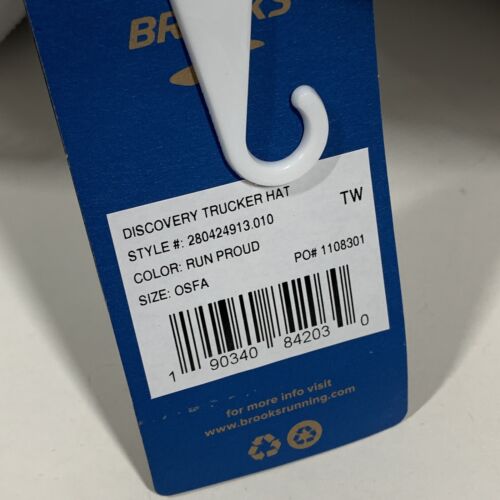 BROOKS
DISCOVERY TRUCKER HAT
TW
STYLE #: 280424913.010
COLOR: RUN PROUD
PO# 1108301
SIZE: OSFA
1 90340 84203 0
for more info visit
www.brooksrunning.com